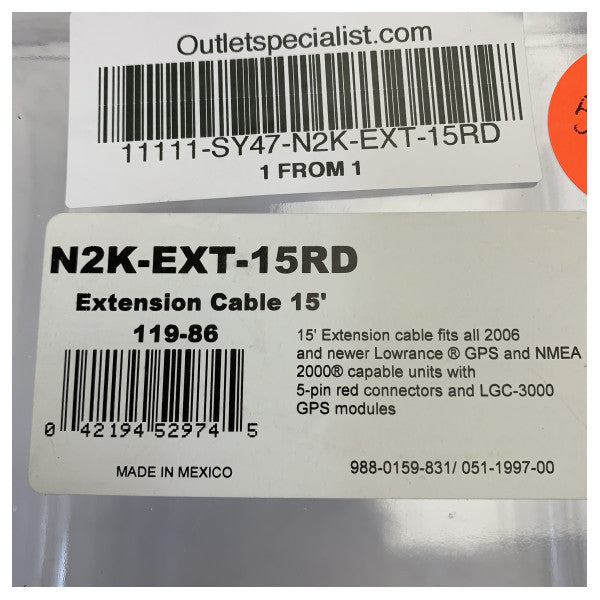 Outletspecialist.com
11111-SY47-N2K-EXT-15RD
1 FROM 1
N2K-EXT-15RD
Extension Cable 15'
119-86
0 42194 52974 5
MADE IN MEXICO
15' Extension cable fits all 2006
and newer Lowrance ® GPS and NMEA
2000® capable units with
5-pin red connectors and LGC-3000
GPS modules
988-0159-831/ 051-1997-00